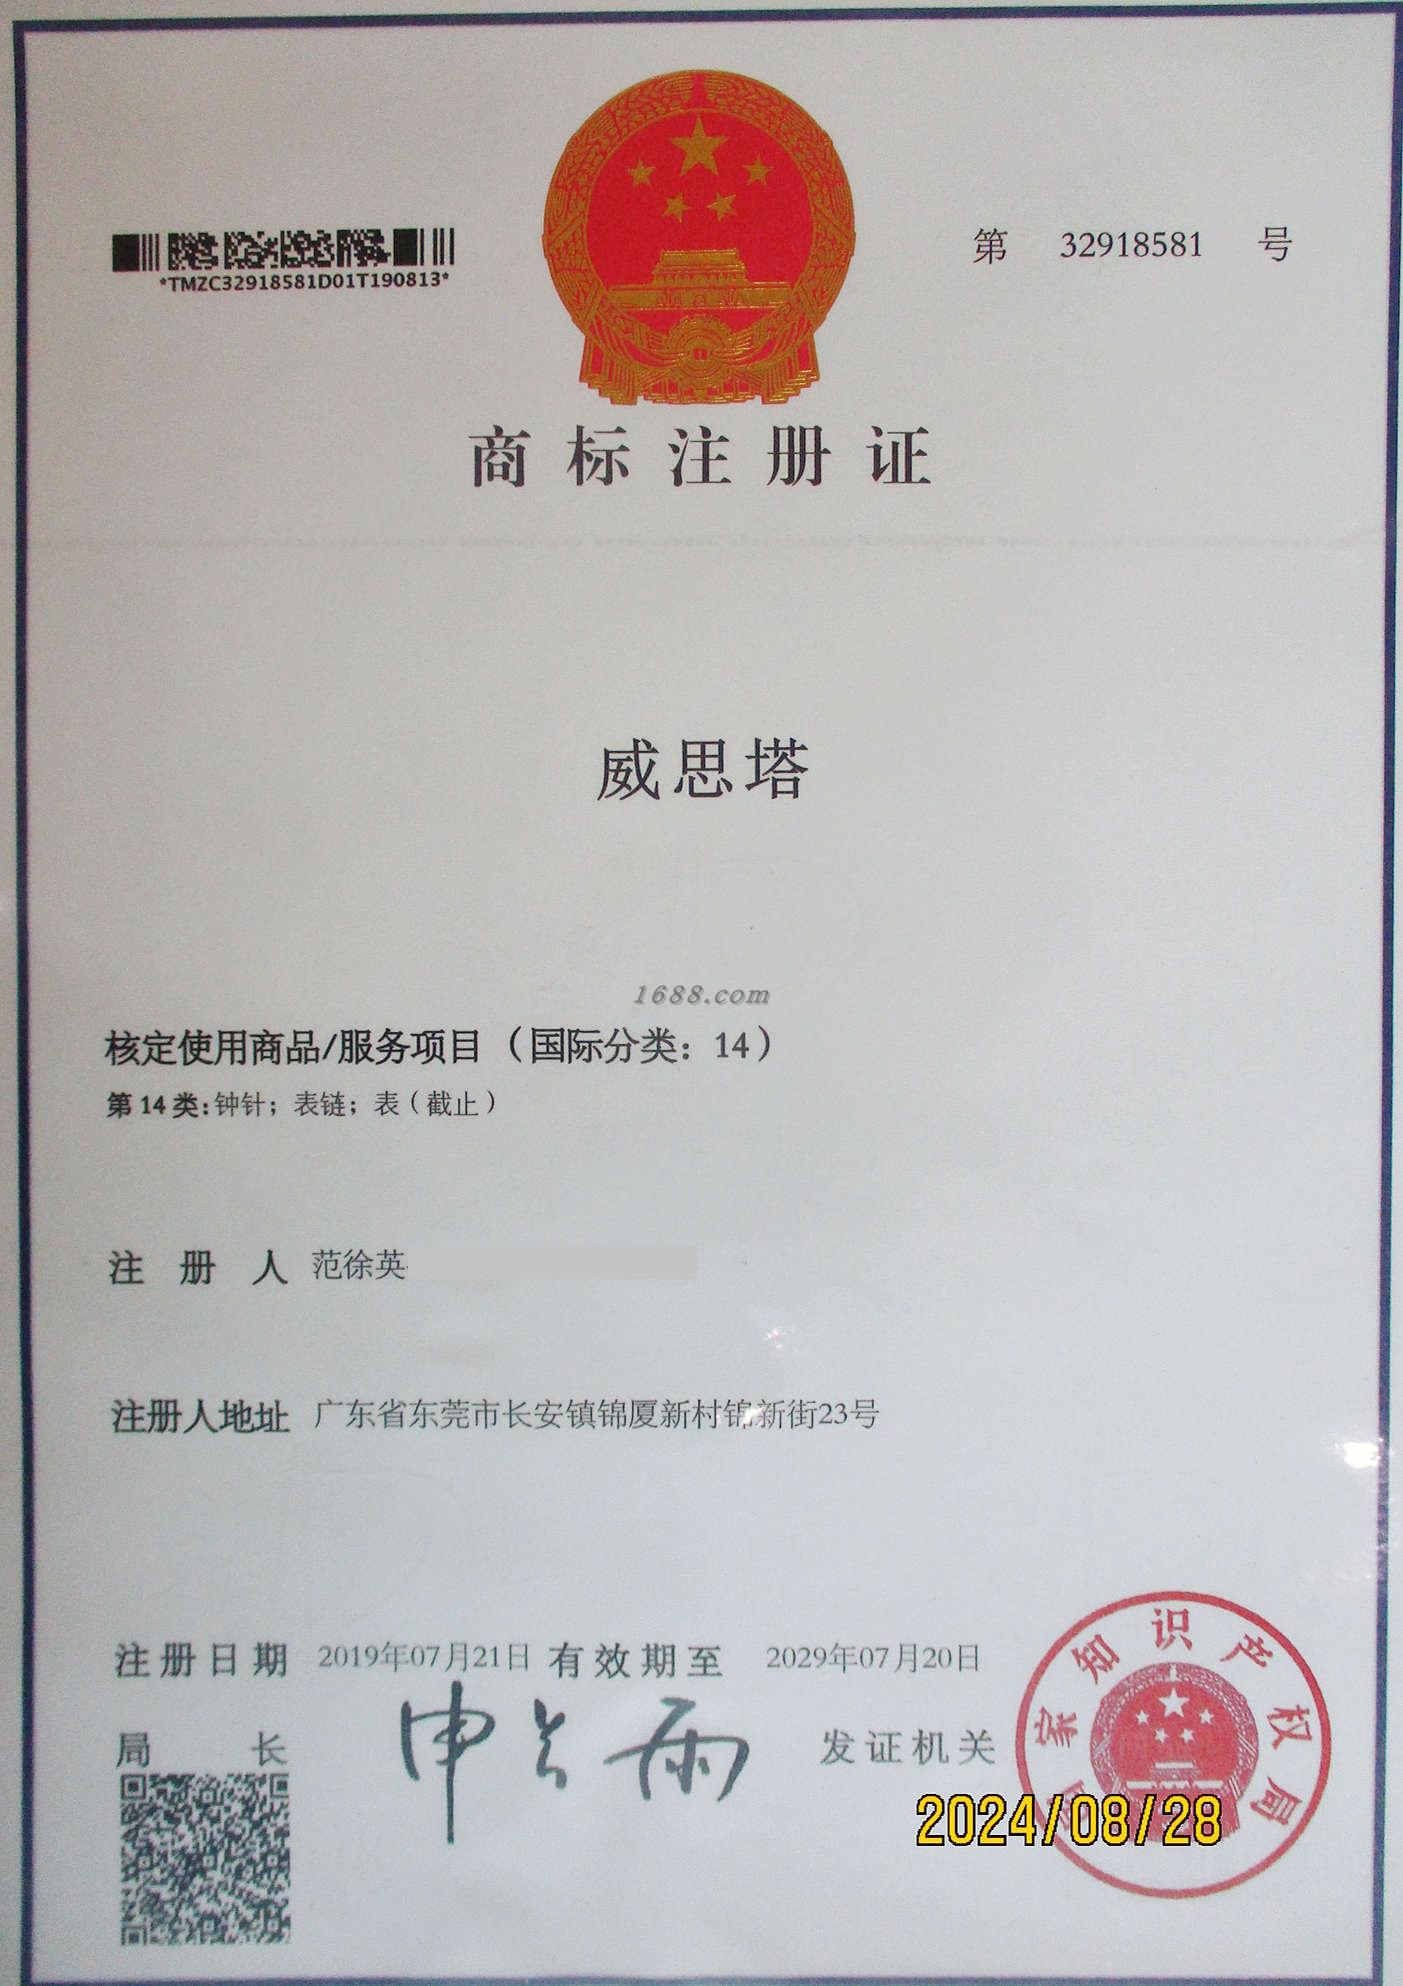 *TMZC32918581D01T190813*
第 32918581 号
商标注册证
威思塔
1688.com
核定使用商品/服务项目（国际分类：14）
第14类:钟针；表链；表（截止）
注册人 范徐英
注册人地址 广东省东莞市长安镇锦厦新村锦新街23号
注册日期 2019年07月21日 有效期至 2029年07月20日
局长 申长雨 发证机关
国家知识产权局
2024/08/28